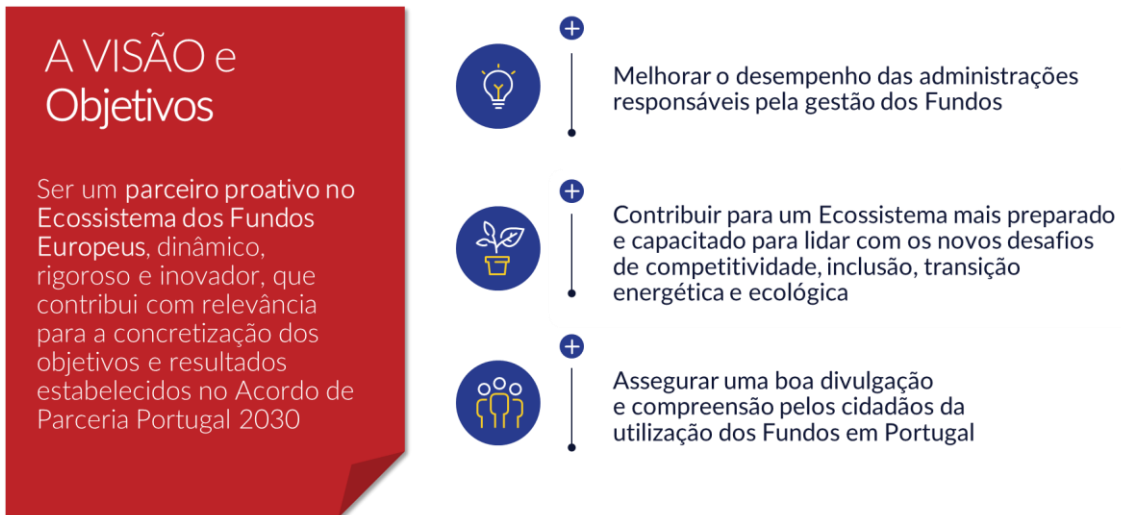 A VISÃO e
Objetivos
Ser um parceiro proativo no
Ecossistema dos Fundos
Europeus, dinâmico,
rigoroso e inovador, que
contribui com relevância
para a concretização dos
objetivos e resultados
estabelecidos no Acordo de
Parceria Portugal 2030
Melhorar o desempenho das administrações
responsáveis pela gestão dos Fundos
Contribuir para um Ecossistema mais preparado
e capacitado para lidar com os novos desafios
de competitividade, inclusão, transição
energética e ecológica
Assegurar uma boa divulgação
e compreensão pelos cidadãos da
utilização dos Fundos em Portugal